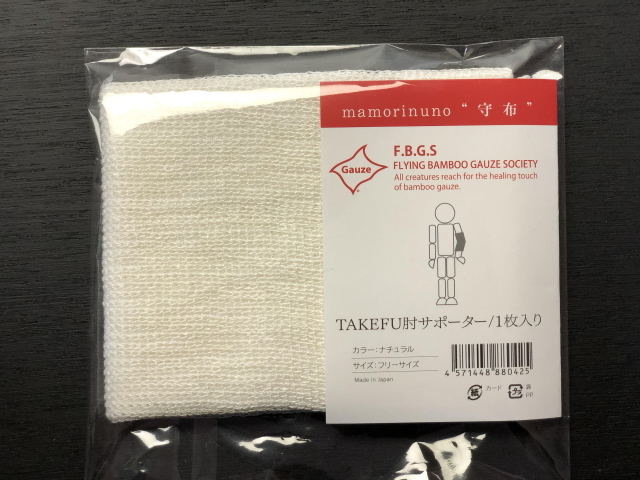 mamorinuno "守布"
Gauze
F.B.G.S
FLYING BAMBOO GAUZE SOCIETY
All creatures reach for the healing touch
of bamboo gauze.
TAKEFU肘サポーター/1枚入り
カラー:ナチュラル
サイズ:フリーサイズ
Made in Japan
4 571448 880425
紙 カード
プラ 袋
PP